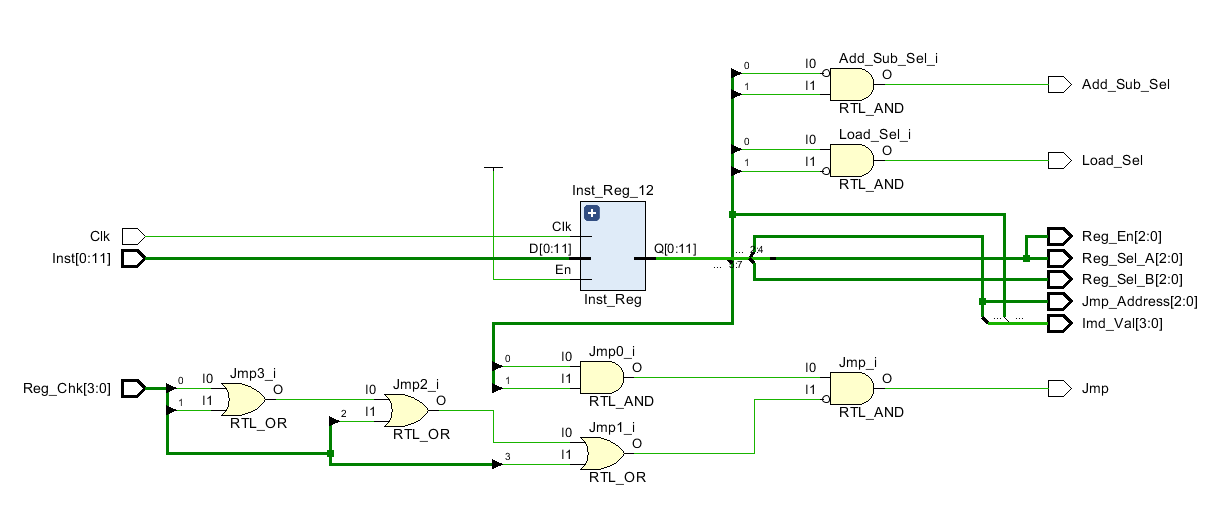 Add_Sub_Sel_i
0 I0 O
1 I1
RTL_AND
Add_Sub_Sel
Load_Sel_i
0 I0 O
1 I1
RTL_AND
Load_Sel
Inst_Reg_12
Clk
Clk
Inst[0:11]
D[0:11]
Q[0:11]
En
Inst_Reg
... 2:4
...
Reg_En[2:0]
Reg_Sel_A[2:0]
Reg_Sel_B[2:0]
Jmp_Address[2:0]
... ...
Imd_Val[3:0]
Jmp0_i
0 I0 O
1 I1
RTL_AND
Jmp_i
I0 O
I1
RTL_AND
Jmp
Reg_Chk[3:0]
Jmp3_i
0 I0 O
1 I1
RTL_OR
Jmp2_i
I0 O
2 I1
RTL_OR
Jmp1_i
I0 O
3 I1
RTL_OR